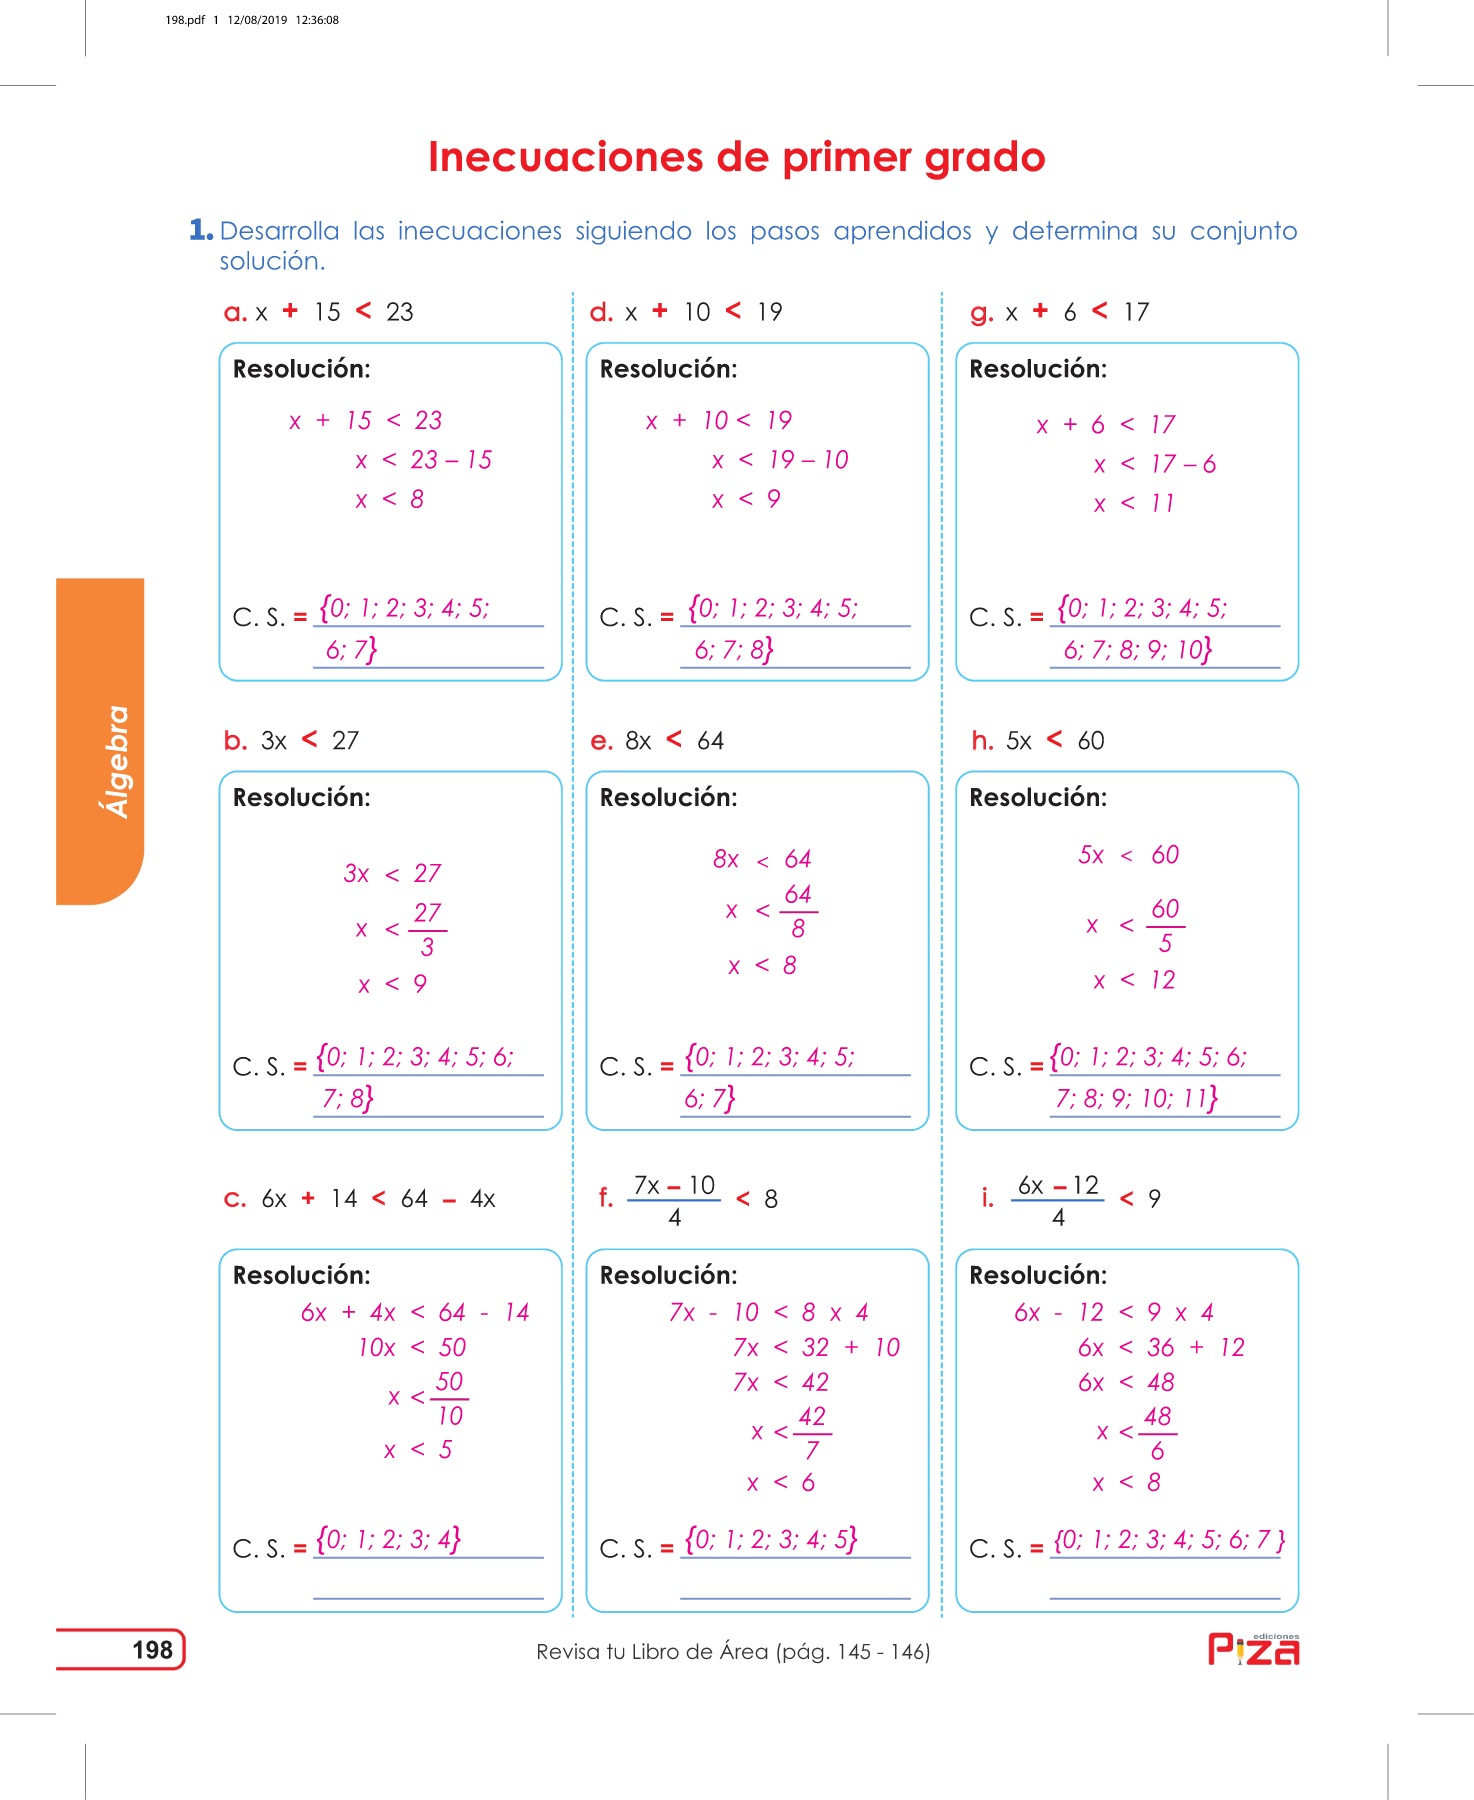 198.pdf 1 12/08/2019 12:36:08
Inecuaciones de primer grado
1. Desarrolla las inecuaciones siguiendo los pasos aprendidos y determina su conjunto
solución.
a. x + 15 < 23
Resolución:
x + 15 < 23
x < 23 – 15
x < 8
C. S. = {0; 1; 2; 3; 4; 5;
6; 7}
d. x + 10 < 19
Resolución:
x + 10 < 19
x < 19 – 10
x < 9
C. S. = {0; 1; 2; 3; 4; 5;
6; 7; 8}
g. x + 6 < 17
Resolución:
x + 6 < 17
x < 17 – 6
x < 11
C. S. = {0; 1; 2; 3; 4; 5;
6; 7; 8; 9; 10}
Álgebra
b. 3x < 27
Resolución:
3x < 27
x < 27/3
x < 9
C. S. = {0; 1; 2; 3; 4; 5; 6;
7; 8}
e. 8x < 64
Resolución:
8x < 64
x < 64/8
x < 8
C. S. = {0; 1; 2; 3; 4; 5;
6; 7}
h. 5x < 60
Resolución:
5x < 60
x < 60/5
x < 12
C. S. = {0; 1; 2; 3; 4; 5; 6;
7; 8; 9; 10; 11}
c. 6x + 14 < 64 – 4x
Resolución:
6x + 4x < 64 - 14
10x < 50
x < 50/10
x < 5
C. S. = {0; 1; 2; 3; 4}
f. (7x – 10)/4 < 8
Resolución:
7x - 10 < 8 x 4
7x < 32 + 10
7x < 42
x < 42/7
x < 6
C. S. = {0; 1; 2; 3; 4; 5}
i. (6x – 12)/4 < 9
Resolución:
6x - 12 < 9 x 4
6x < 36 + 12
6x < 48
x < 48/6
x < 8
C. S. = {0; 1; 2; 3; 4; 5; 6; 7 }
198
Revisa tu Libro de Área (pág. 145 - 146)
ediciones
Piza